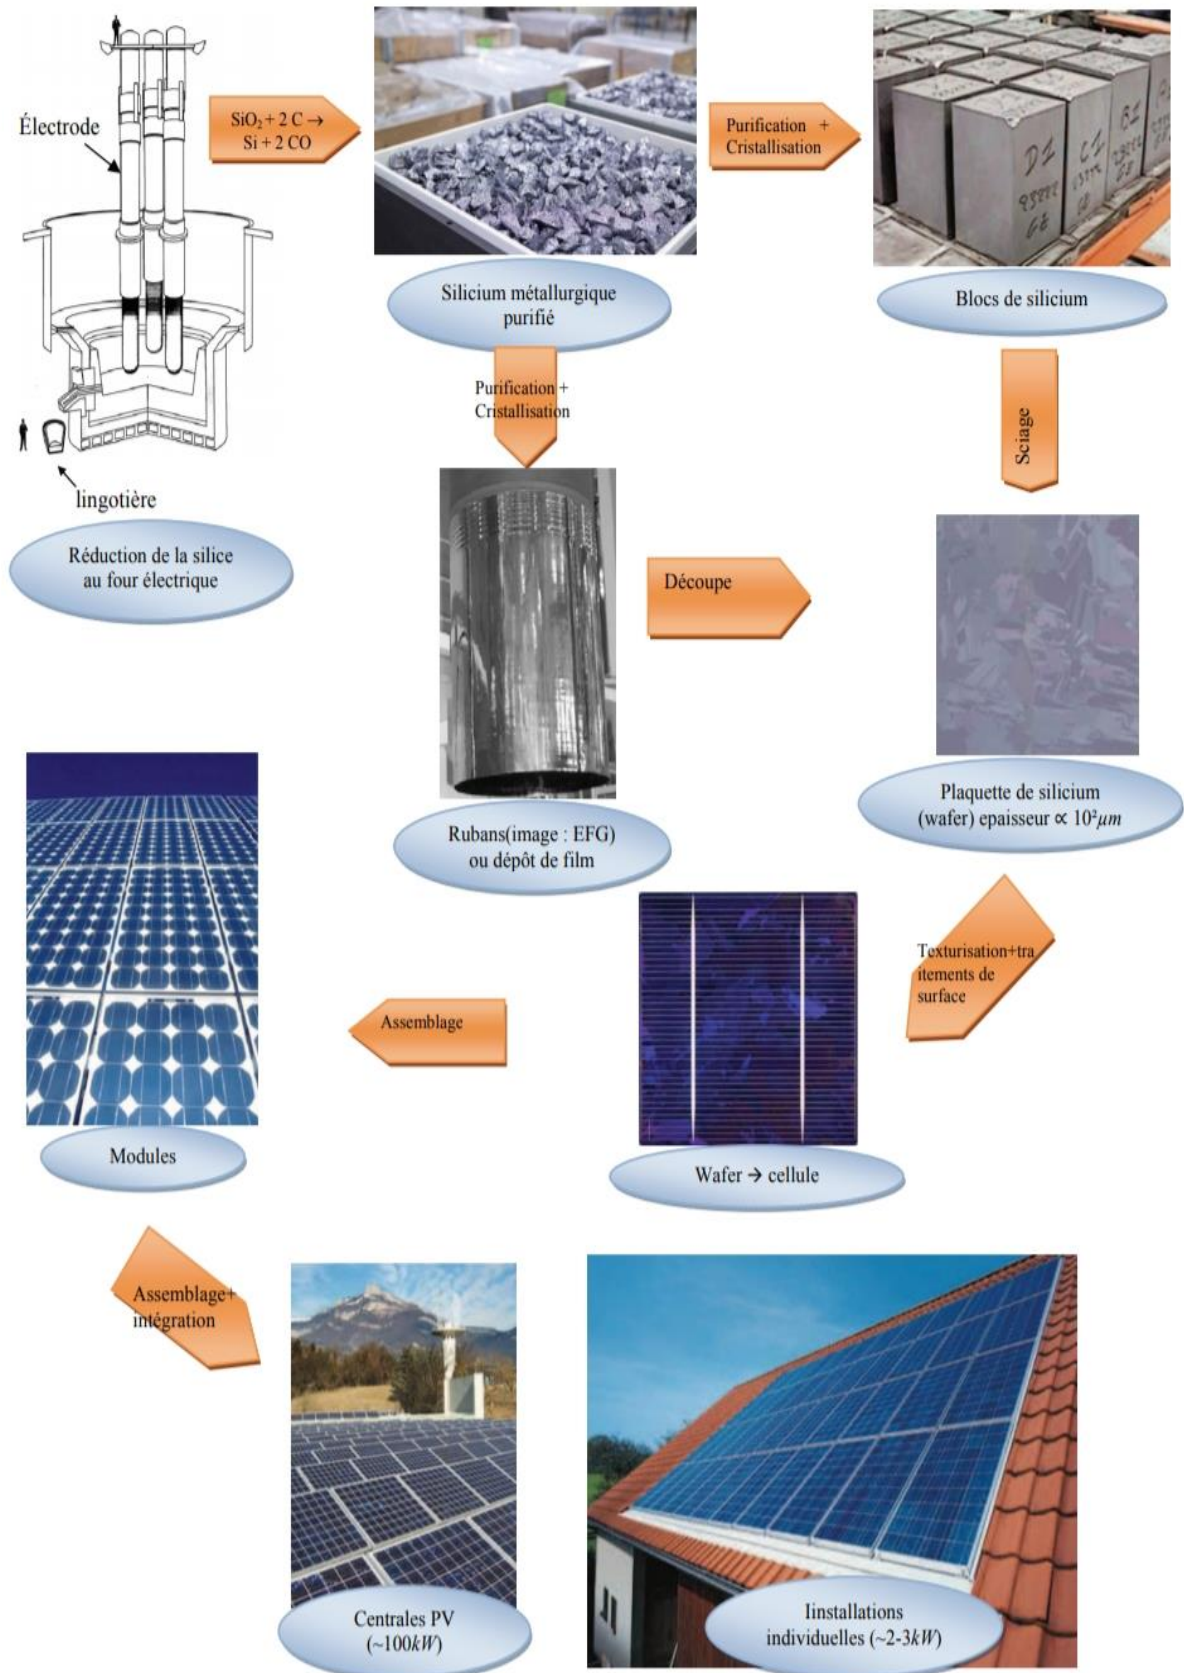 Électrode
SiO₂ + 2 C →
Si + 2 CO
Purification +
Cristallisation
D I
93222
GE
C I
B I
Silicium métallurgique
purifié
Blocs de silicium
Purification +
Cristallisation
Sciage
lingotière
Réduction de la silice
au four électrique
Découpe
Rubans(image : EFG)
ou dépôt de film
Plaquette de silicium
(wafer) epaisseur ∝ 10²µm
Texturisation+tra
itements de
surface
Assemblage
Modules
Wafer → cellule
Assemblage+
intégration
Centrales PV
(~100kW)
Iinstallations
individuelles (~2-3kW)